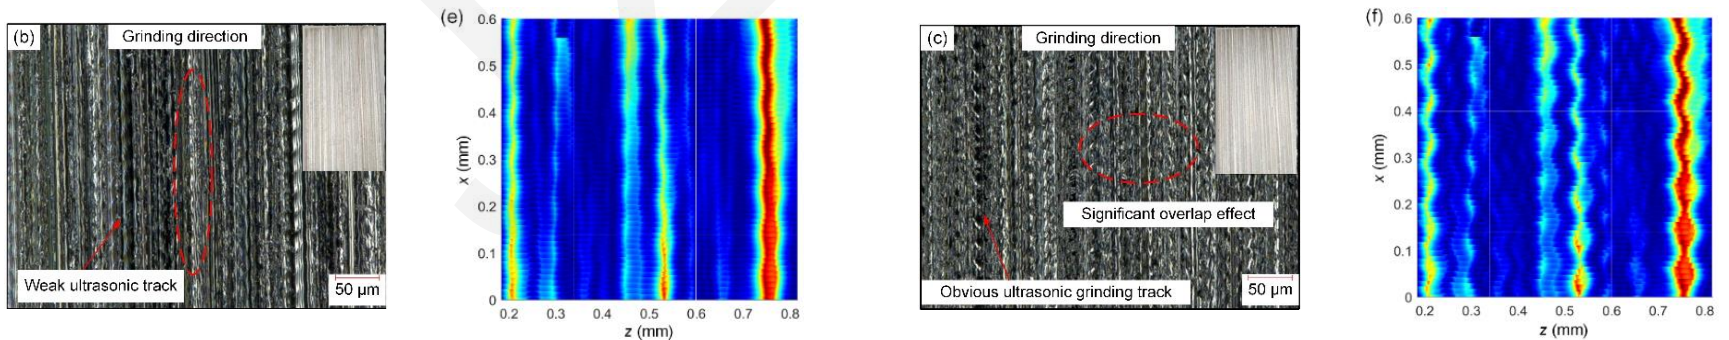 (b)
Grinding direction
Weak ultrasonic track
50 μm
(e)
0.6
0.5
0.4
0.3
0.2
0.1
0
x (mm)
0.2 0.3 0.4 0.5 0.6 0.7 0.8
z (mm)
(c)
Grinding direction
Significant overlap effect
Obvious ultrasonic grinding track
50 μm
(f)
0.6
0.5
0.4
0.3
0.2
0.1
0
x (mm)
0.2 0.3 0.4 0.5 0.6 0.7 0.8
z (mm)